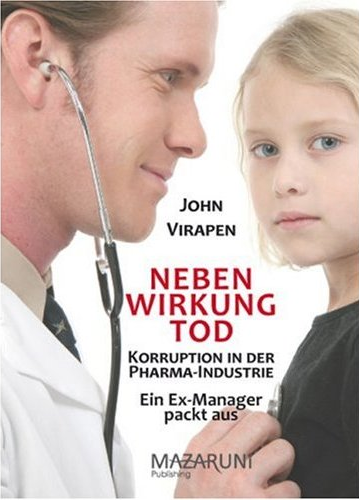 JOHN
VIRAPEN
NEBEN
WIRKUNG
TOD
KORRUPTION IN DER
PHARMA-INDUSTRIE
Ein Ex-Manager
packt aus
MAZARUNI
Publishing